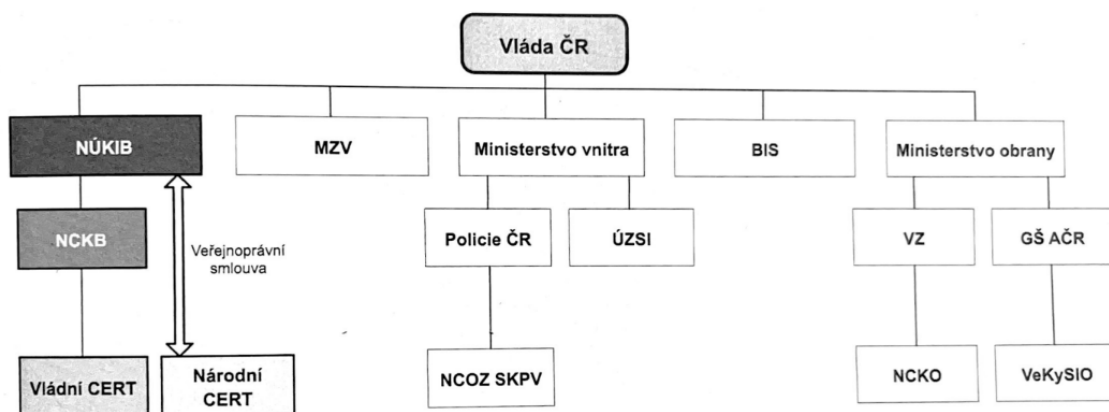 Vláda ČR
NÚKIB
MZV
Ministerstvo vnitra
BIS
Ministerstvo obrany
NCKB
Veřejnoprávní
smlouva
Policie ČR
ÚZSI
VZ
GŠ AČR
Vládní CERT
Národní
CERT
NCOZ SKPV
NCKO
VeKySIO